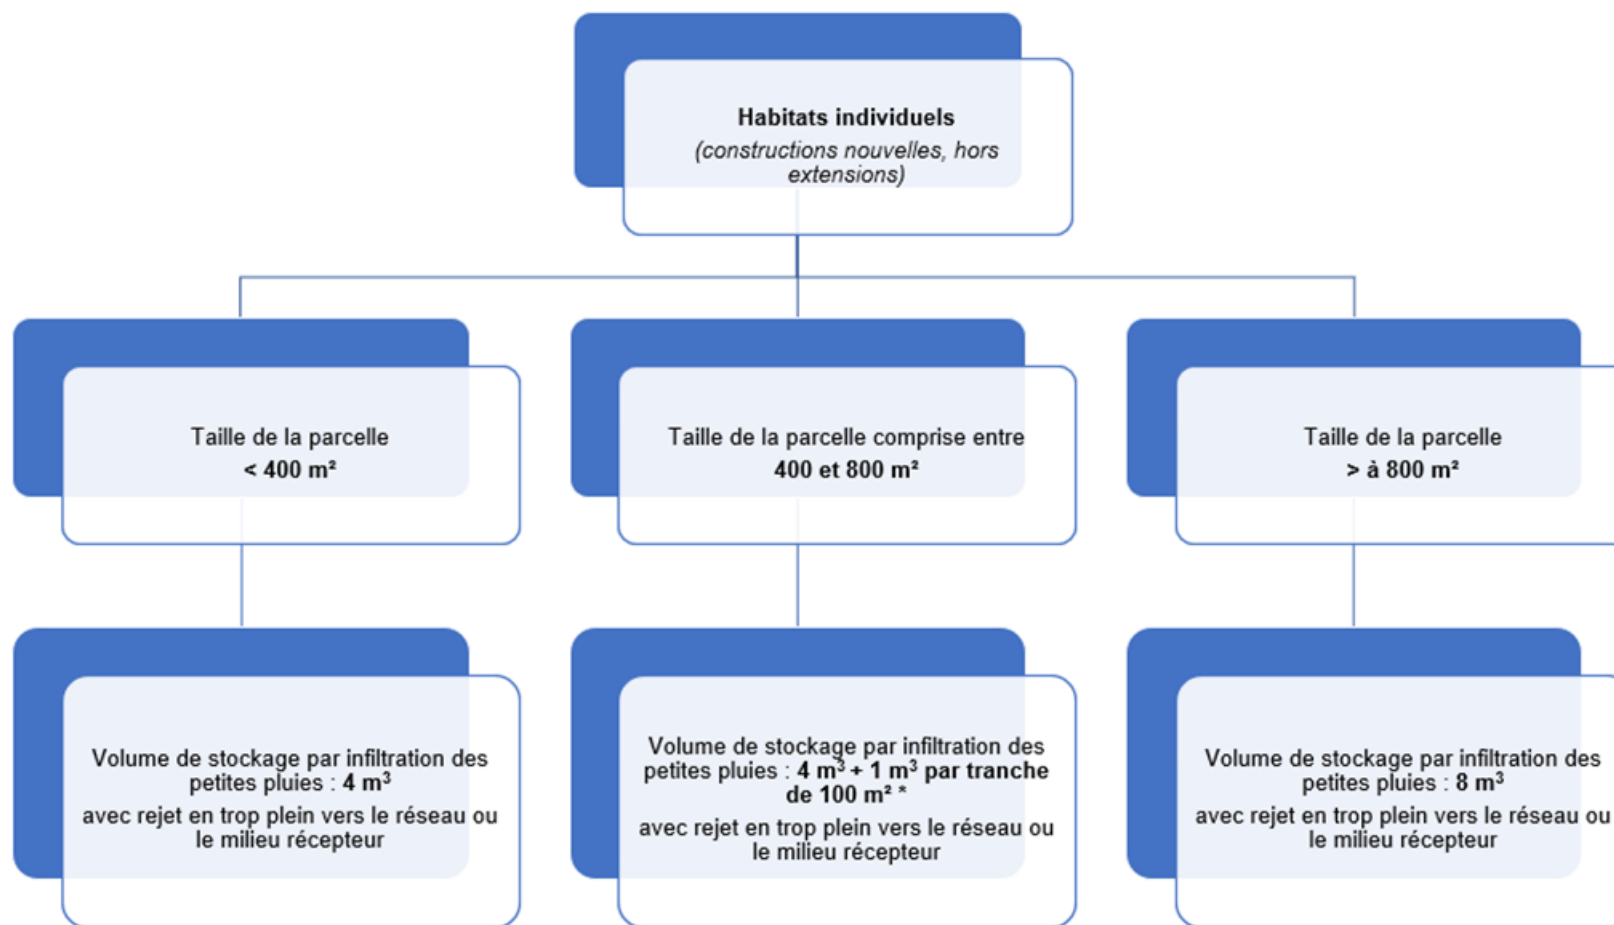 Habitats individuels
(constructions nouvelles, hors
extensions)
Taille de la parcelle
< 400 m²
Taille de la parcelle comprise entre
400 et 800 m²
Taille de la parcelle
> à 800 m²
Volume de stockage par infiltration des
petites pluies : 4 m³
avec rejet en trop plein vers le réseau ou
le milieu récepteur
Volume de stockage par infiltration des
petites pluies : 4 m³ + 1 m³ par tranche
de 100 m² *
avec rejet en trop plein vers le réseau ou
le milieu récepteur
Volume de stockage par infiltration des
petites pluies : 8 m³
avec rejet en trop plein vers le réseau ou
le milieu récepteur